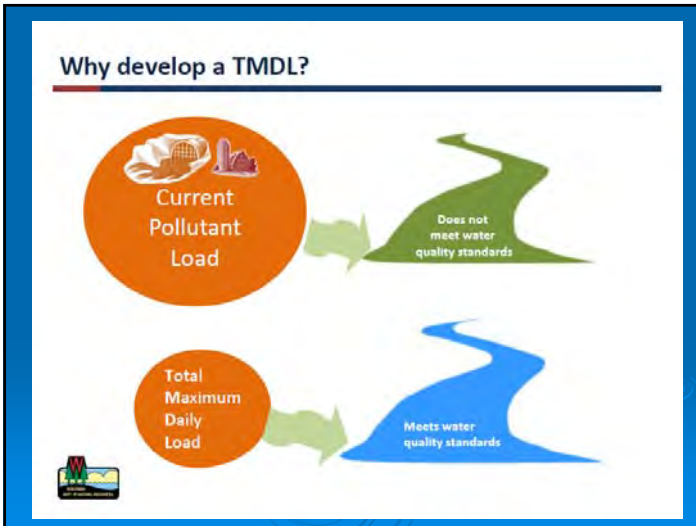 Why develop a TMDL?
Current
Pollutant
Load
Does not
meet water
quality standards
Total
Maximum
Daily
Load
Meets water
quality standards